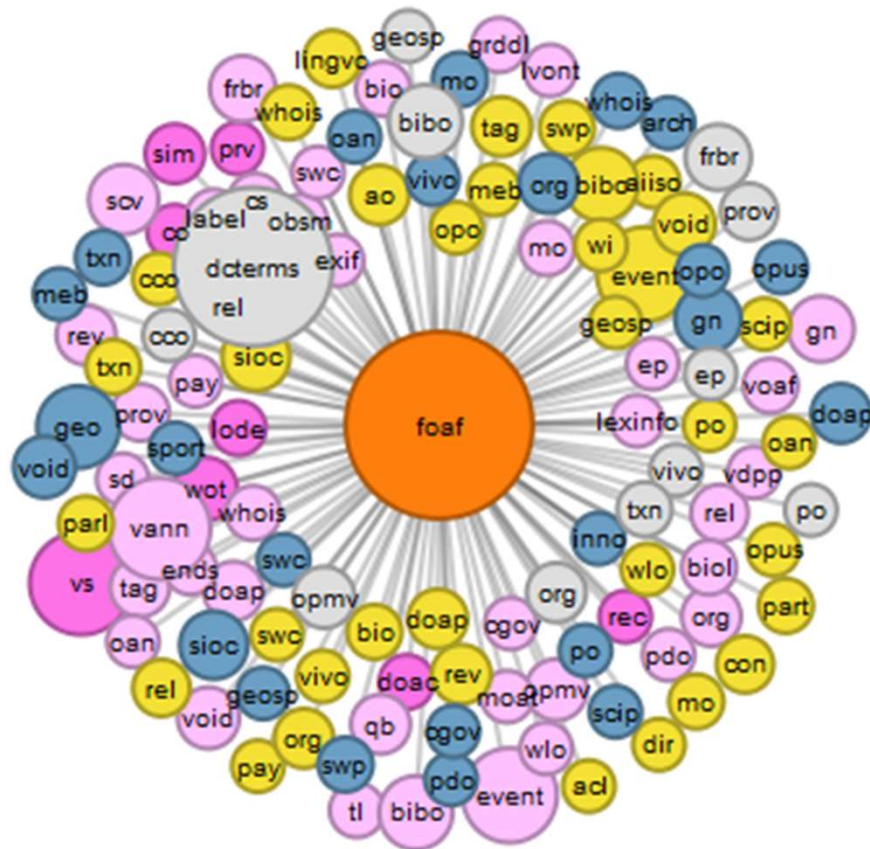 geosp
grddl
lingvo
lvont
bio
mo
frbr
whois
whois
arch
bibo
tag
swp
oan
sim
prv
frbr
swc
vivo
meb
org
bibo
aiiso
scv
ao
cs
label
obsm
prov
co
opo
void
mo
wi
txn
dcterms
exif
event
opo
opus
cco
meb
rel
geosp
gn
scip
gn
rev
cco
txn
sioc
pay
ep
ep
voaf
prov
geo
lode
foaf
lexinfo
po
doap
sport
oan
void
vivo
vdpp
sd
wot
whois
txn
rel
po
parl
vann
inno
opus
swc
ends
wlo
biol
vs
tag
doap
opmv
org
part
doap
rec
org
cgov
bio
oan
sioc
swc
po
pdo
con
rel
vivo
doac
rev
geosp
moat
opmv
mo
void
qb
scip
org
cgov
dir
wlo
pay
swp
pdo
acl
event
tl
bibo